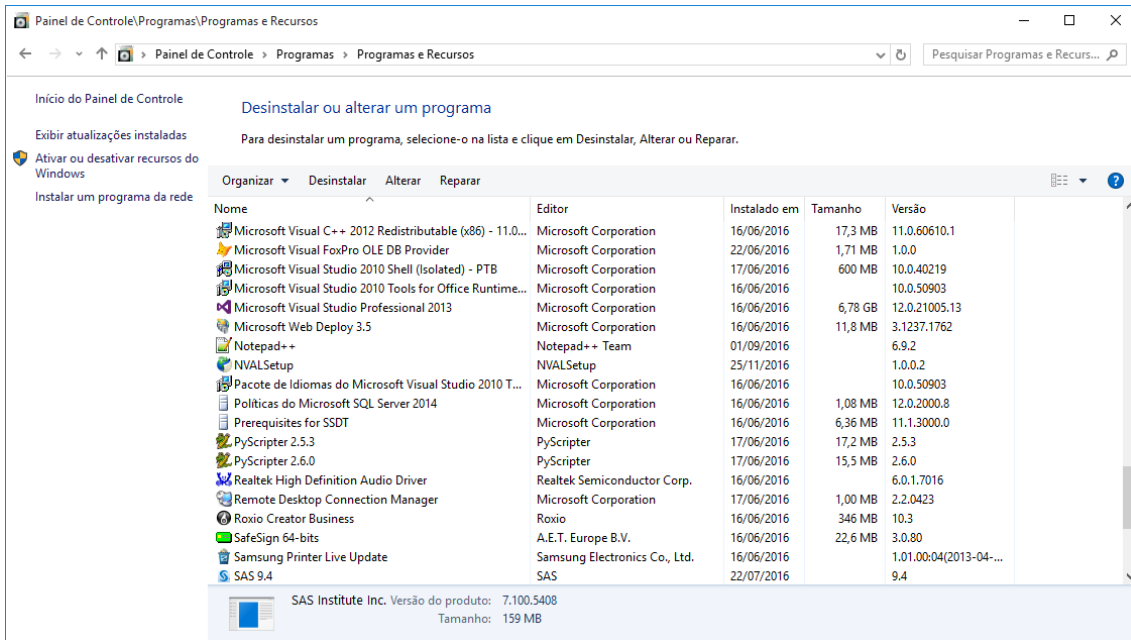 Painel de Controle\Programas\Programas e Recursos
Painel de Controle > Programas > Programas e Recursos
Pesquisar Programas e Recurs...
Início do Painel de Controle
Exibir atualizações instaladas
Ativar ou desativar recursos do
Windows
Instalar um programa da rede
Desinstalar ou alterar um programa
Para desinstalar um programa, selecione-o na lista e clique em Desinstalar, Alterar ou Reparar.
Organizar Desinstalar Alterar Reparar
Nome Editor Instalado em Tamanho Versão
Microsoft Visual C++ 2012 Redistributable (x86) - 11.0... Microsoft Corporation 16/06/2016 17,3 MB 11.0.60610.1
Microsoft Visual FoxPro OLE DB Provider Microsoft Corporation 22/06/2016 1,71 MB 1.0.0
Microsoft Visual Studio 2010 Shell (Isolated) - PTB Microsoft Corporation 17/06/2016 600 MB 10.0.40219
Microsoft Visual Studio 2010 Tools for Office Runtime... Microsoft Corporation 16/06/2016 10.0.50903
Microsoft Visual Studio Professional 2013 Microsoft Corporation 16/06/2016 6,78 GB 12.0.21005.13
Microsoft Web Deploy 3.5 Microsoft Corporation 16/06/2016 11,8 MB 3.1237.1762
Notepad++ Notepad++ Team 01/09/2016 6.9.2
NVALSetup NVALSetup 25/11/2016 1.0.0.2
Pacote de Idiomas do Microsoft Visual Studio 2010 T... Microsoft Corporation 16/06/2016 10.0.50903
Políticas do Microsoft SQL Server 2014 Microsoft Corporation 16/06/2016 1,08 MB 12.0.2000.8
Prerequisites for SSDT Microsoft Corporation 16/06/2016 6,36 MB 11.1.3000.0
PyScripter 2.5.3 PyScripter 17/06/2016 17,2 MB 2.5.3
PyScripter 2.6.0 PyScripter 17/06/2016 15,5 MB 2.6.0
Realtek High Definition Audio Driver Realtek Semiconductor Corp. 16/06/2016 6.0.1.7016
Remote Desktop Connection Manager Microsoft Corporation 17/06/2016 1,00 MB 2.2.0423
Roxio Creator Business Roxio 16/06/2016 346 MB 10.3
SafeSign 64-bits A.E.T. Europe B.V. 16/06/2016 22,6 MB 3.0.80
Samsung Printer Live Update Samsung Electronics Co., Ltd. 16/06/2016 1.01.00:04(2013-04-...
SAS 9.4 SAS 22/07/2016 9.4
SAS Institute Inc. Versão do produto: 7.100.5408
Tamanho: 159 MB